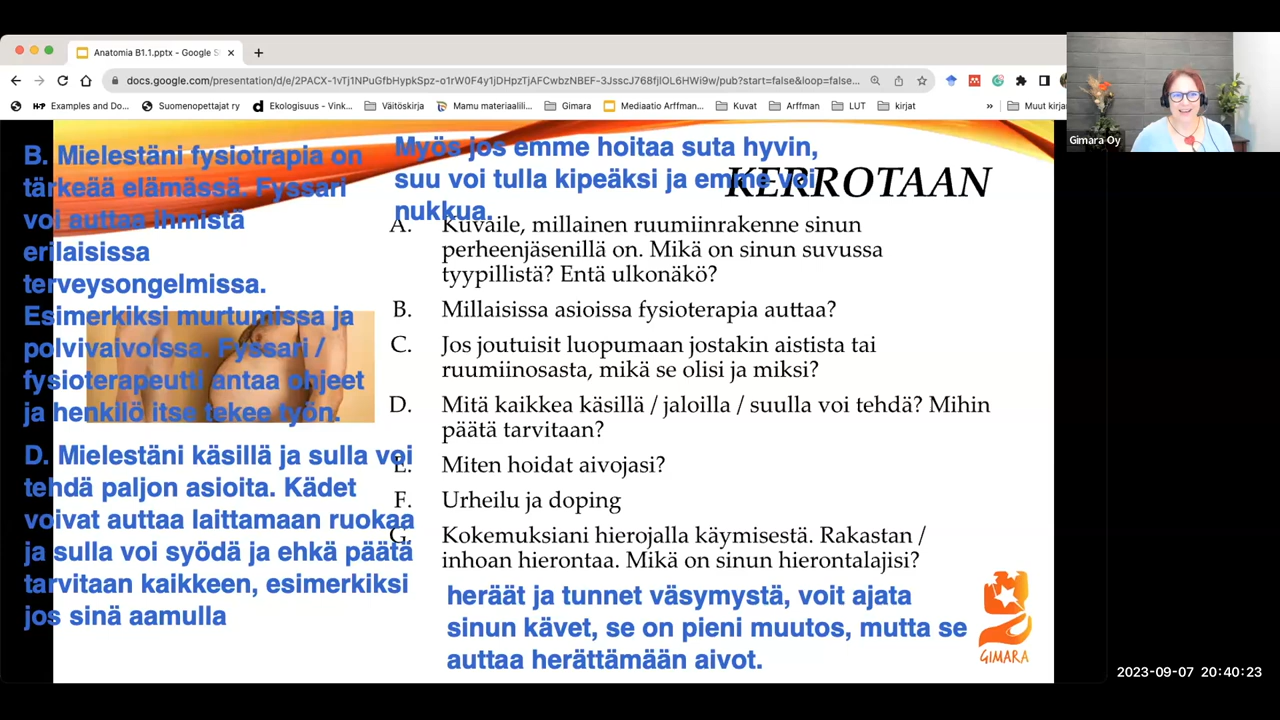 Anatomia B1.1.pptx - Google S
docs.google.com/presentation/d/e/2PACX-1vTj1NPuGfbHypkSpz-o1rW0F4y1jDHpzTjAFCwbzNBEF-3JsscJ768fjlOL6HWi9w/pub?start=false&loop=false...
Examples and Do...
Suomenopettajat ry
Ekologisuus - Vink...
Väitöskirja
Mamu materiaalili...
Gimara
Mediaatio Arffman...
Kuvat
Arffman
LUT
kirjat
»
Muut kirja
Gimara Oy
B. Mielestäni fysiotrapia on
tärkeää elämässä. Fyssari
voi auttaa ihmistä
erilaisissa
terveysongelmissa.
Esimerkiksi murtumissa ja
polvivaivoissa. Fyssari /
fysioterapeutti antaa ohjeet
ja henkilö itse tekee työn.
D. Mielestäni käsillä ja sulla voi
tehdä paljon asioita. Kädet
voivat auttaa laittamaan ruokaa
ja sulla voi syödä ja ehkä päätä
tarvitaan kaikkeen, esimerkiksi
jos sinä aamulla
Myös jos emme hoitaa suta hyvin,
suu voi tulla kipeäksi ja emme voi
nukkua.
KERROTAAN
A. Kuvaile, millainen ruumiinrakenne sinun
perheenjäsenillä on. Mikä on sinun suvussa
tyypillistä? Entä ulkonäkö?
B. Millaisissa asioissa fysioterapia auttaa?
C. Jos joutuisit luopumaan jostakin aistista tai
ruumiinosasta, mikä se olisi ja miksi?
D. Mitä kaikkea käsillä / jaloilla / suulla voi tehdä? Mihin
päätä tarvitaan?
E. Miten hoidat aivojasi?
F. Urheilu ja doping
G. Kokemuksiani hierojalla käymisestä. Rakastan /
inhoan hierontaa. Mikä on sinun hierontalajisi?
heräät ja tunnet väsymystä, voit ajata
sinun kävet, se on pieni muutos, mutta se
auttaa herättämään aivot.
GIMARA
2023-09-07 20:40:23